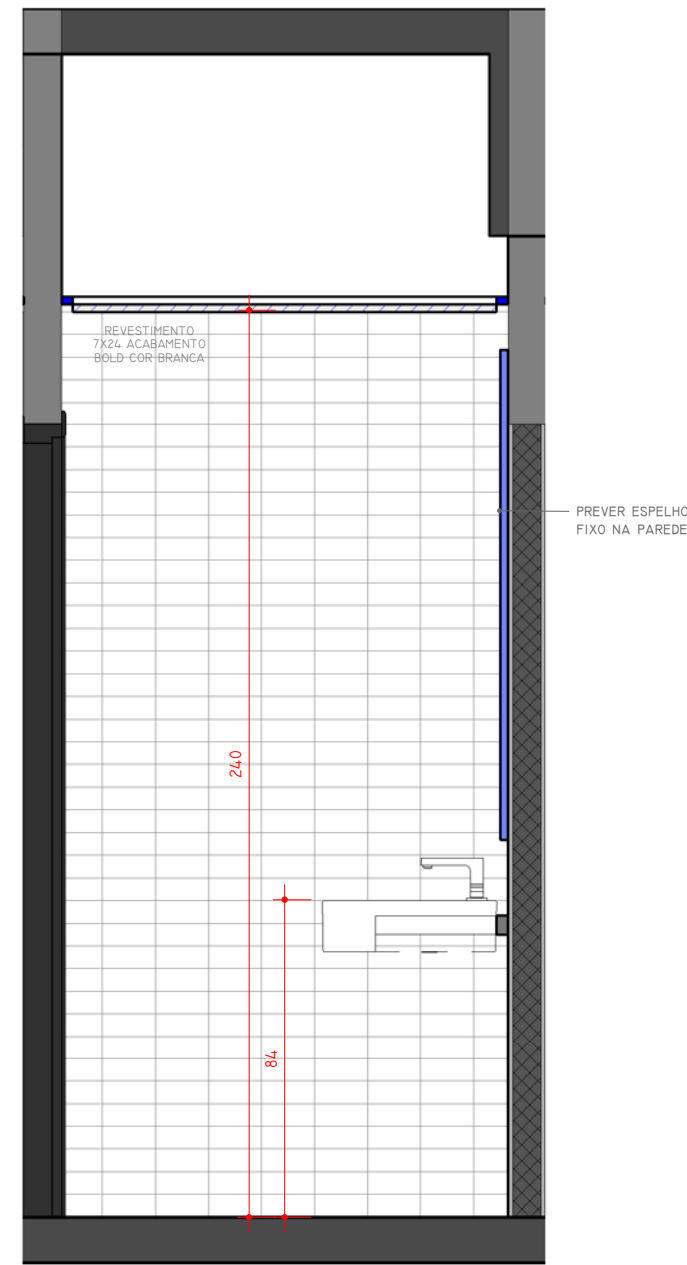 REVESTIMENTO
7X24 ACABAMENTO
BOLD COR BRANCA
PREVER ESPELHO
FIXO NA PAREDE
240
84